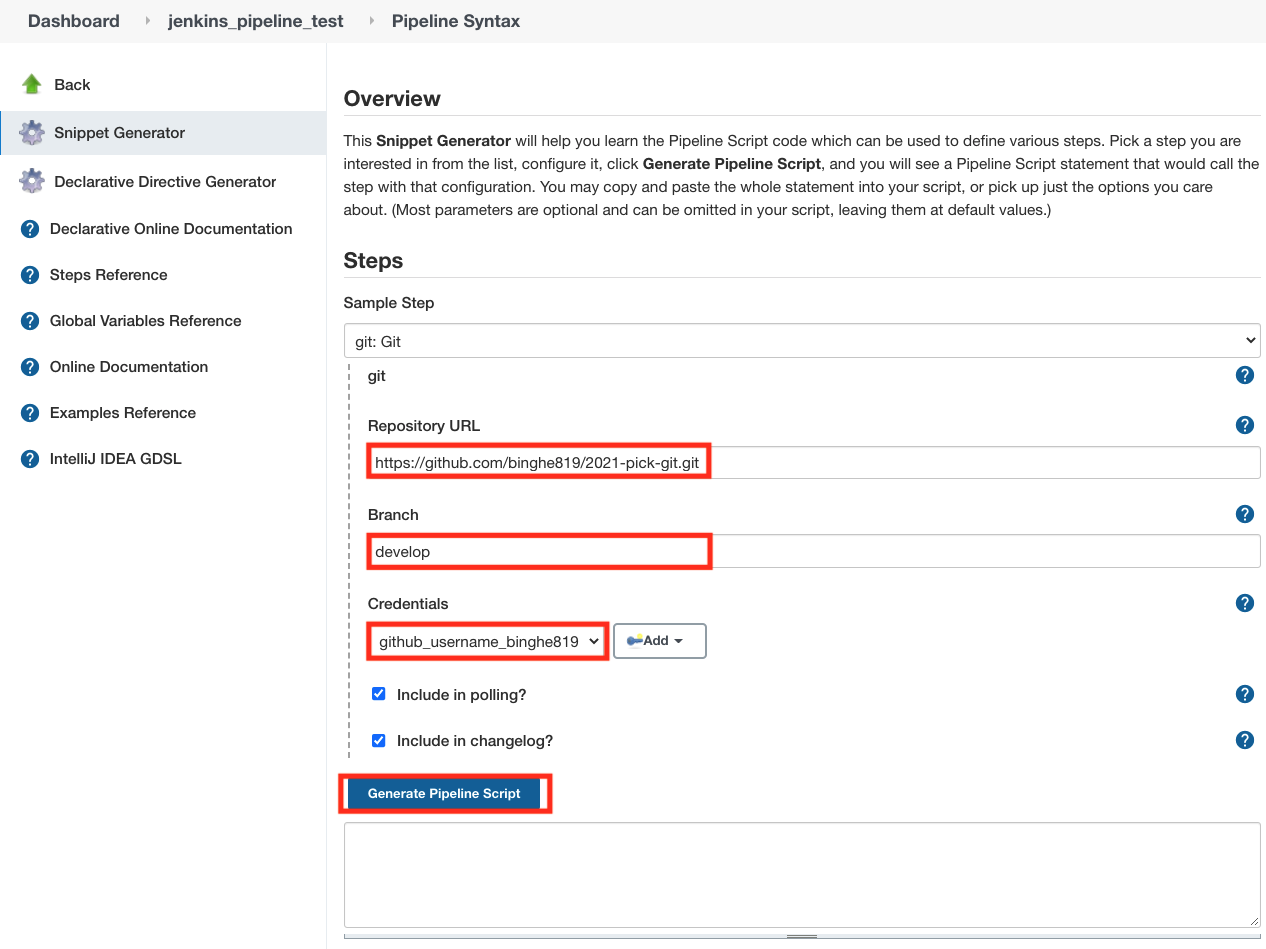 Dashboard
jenkins_pipeline_test
Pipeline Syntax
Back
Snippet Generator
Declarative Directive Generator
? Declarative Online Documentation
? Steps Reference
? Global Variables Reference
? Online Documentation
? Examples Reference
? IntelliJ IDEA GDSL
Overview
This Snippet Generator will help you learn the Pipeline Script code which can be used to define various steps. Pick a step you are
interested in from the list, configure it, click Generate Pipeline Script, and you will see a Pipeline Script statement that would call the
step with that configuration. You may copy and paste the whole statement into your script, or pick up just the options you care
about. (Most parameters are optional and can be omitted in your script, leaving them at default values.)
Steps
Sample Step
git: Git
git ?
Repository URL ?
https://github.com/binghe819/2021-pick-git.git
Branch ?
develop
Credentials ?
github_username_binghe819
Add
Include in polling? ?
Include in changelog? ?
Generate Pipeline Script